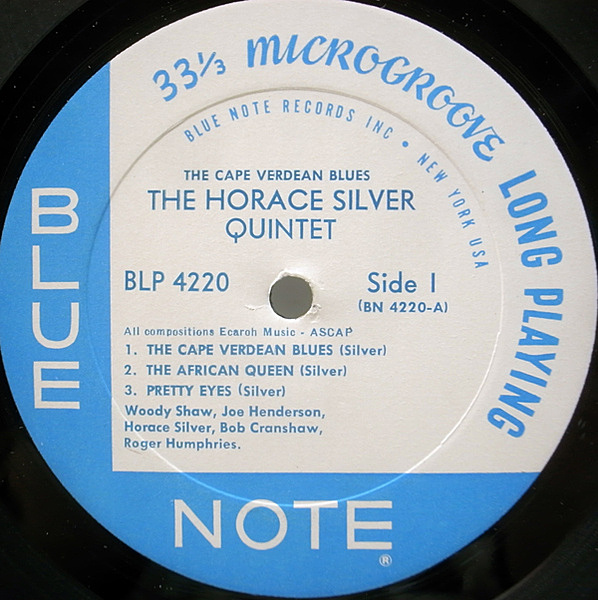 33⅓ MICROGROOVE LONG PLAYING
BLUE NOTE RECORDS INC • NEW YORK USA
THE CAPE VERDEAN BLUES
THE HORACE SILVER
QUINTET
BLP 4220
Side 1
(BN 4220-A)
All compositions Ecaroh Music - ASCAP
1. THE CAPE VERDEAN BLUES (Silver)
2. THE AFRICAN QUEEN (Silver)
3. PRETTY EYES (Silver)
Woody Shaw, Joe Henderson,
Horace Silver, Bob Cranshaw,
Roger Humphries.
BLUE
NOTE®